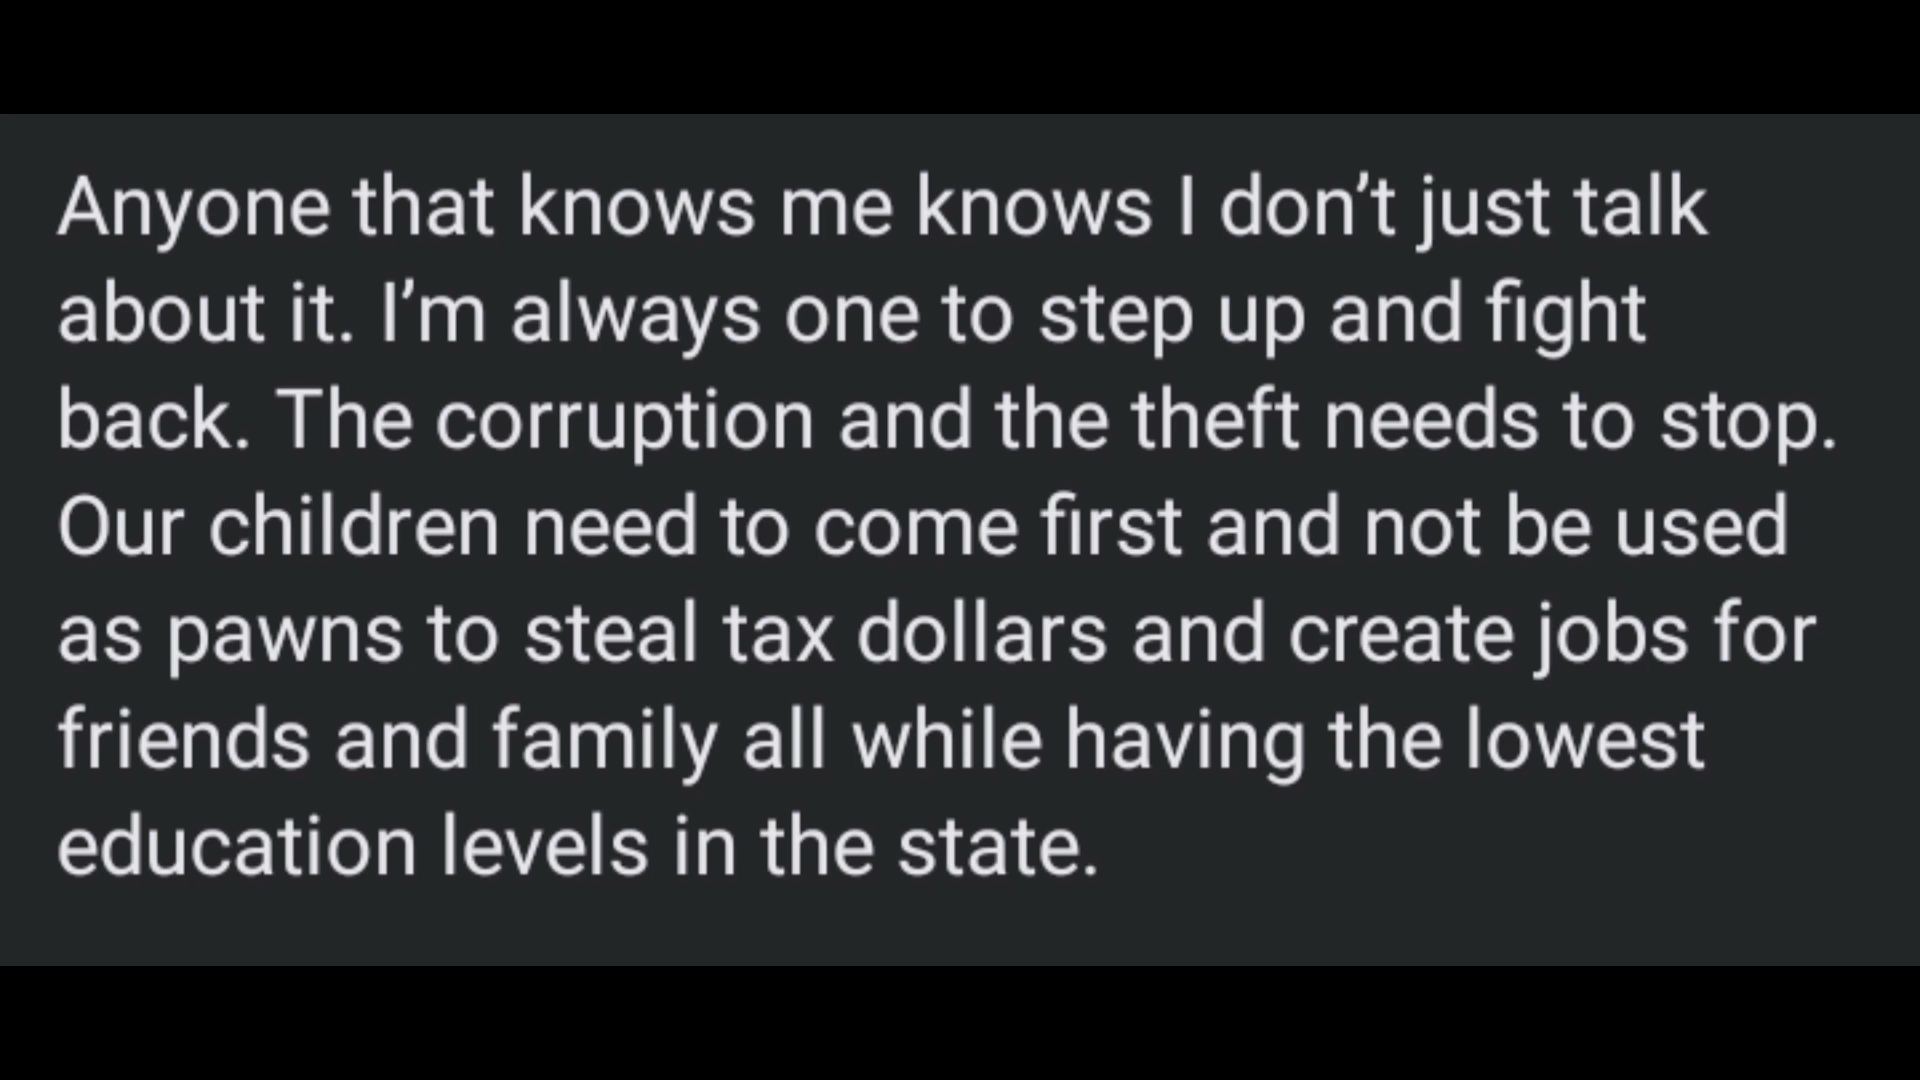 Anyone that knows me knows I don’t just talk
about it. I’m always one to step up and fight
back. The corruption and the theft needs to stop.
Our children need to come first and not be used
as pawns to steal tax dollars and create jobs for
friends and family all while having the lowest
education levels in the state.